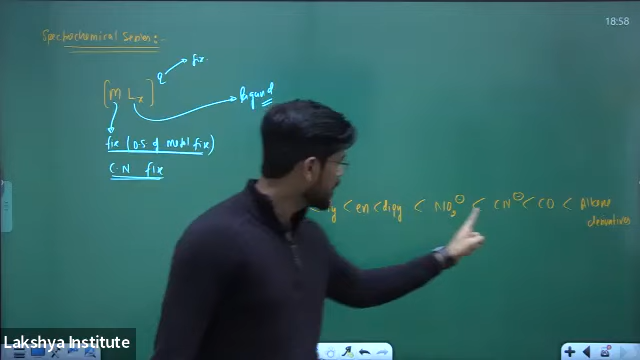 18:58
Spectrochemical Series:-
[M Lx]q → fix
ligand
fix (O.S of metal fix)
C.N fix
y < en < dipy < NO2⊖ < CN⊖ < CO < Alkene
derivatives
Lakshya Institute